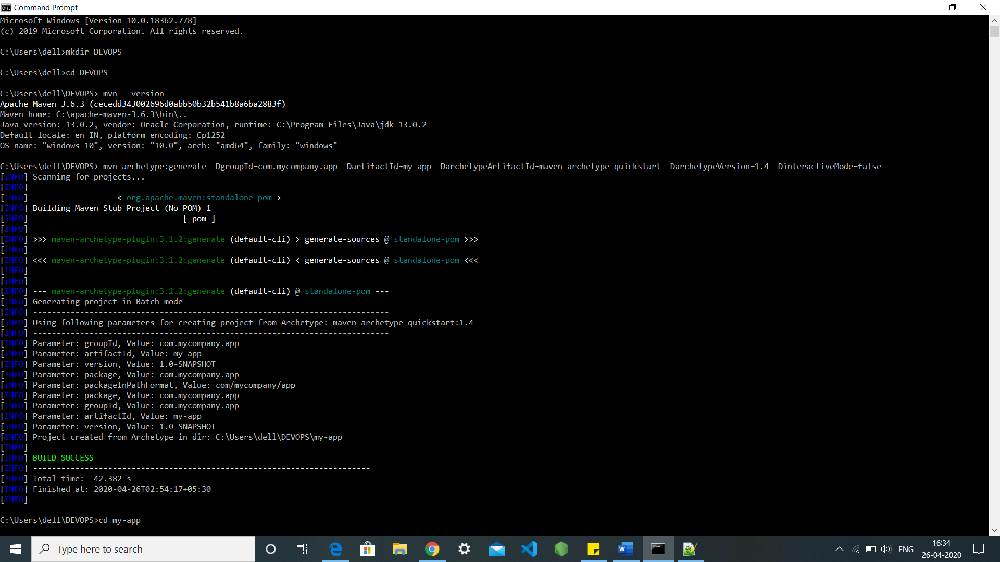 Command Prompt
Microsoft Windows [Version 10.0.18362.778]
(c) 2019 Microsoft Corporation. All rights reserved.
C:\Users\dell>mkdir DEVOPS
C:\Users\dell>cd DEVOPS
C:\Users\dell\DEVOPS> mvn --version
Apache Maven 3.6.3 (cecedd343002696d0abb50b32b541b8a6ba2883f)
Maven home: C:\apache-maven-3.6.3\bin\..
Java version: 13.0.2, vendor: Oracle Corporation, runtime: C:\Program Files\Java\jdk-13.0.2
Default locale: en_IN, platform encoding: Cp1252
OS name: "windows 10", version: "10.0", arch: "amd64", family: "windows"
C:\Users\dell\DEVOPS> mvn archetype:generate -DgroupId=com.mycompany.app -DartifactId=my-app -DarchetypeArtifactId=maven-archetype-quickstart -DarchetypeVersion=1.4 -DinteractiveMode=false
[INFO] Scanning for projects...
[INFO]
[INFO] ------------------< org.apache.maven:standalone-pom >-------------------
[INFO] Building Maven Stub Project (No POM) 1
[INFO] --------------------------------[ pom ]---------------------------------
[INFO]
[INFO] >>> maven-archetype-plugin:3.1.2:generate (default-cli) > generate-sources @ standalone-pom >>>
[INFO]
[INFO] <<< maven-archetype-plugin:3.1.2:generate (default-cli) < generate-sources @ standalone-pom <<<
[INFO]
[INFO]
[INFO] --- maven-archetype-plugin:3.1.2:generate (default-cli) @ standalone-pom ---
[INFO] Generating project in Batch mode
[INFO] ----------------------------------------------------------------------------
[INFO] Using following parameters for creating project from Archetype: maven-archetype-quickstart:1.4
[INFO] ----------------------------------------------------------------------------
[INFO] Parameter: groupId, Value: com.mycompany.app
[INFO] Parameter: artifactId, Value: my-app
[INFO] Parameter: version, Value: 1.0-SNAPSHOT
[INFO] Parameter: package, Value: com.mycompany.app
[INFO] Parameter: packageInPathFormat, Value: com/mycompany/app
[INFO] Parameter: package, Value: com.mycompany.app
[INFO] Parameter: groupId, Value: com.mycompany.app
[INFO] Parameter: artifactId, Value: my-app
[INFO] Parameter: version, Value: 1.0-SNAPSHOT
[INFO] Project created from Archetype in dir: C:\Users\dell\DEVOPS\my-app
[INFO] ------------------------------------------------------------------------
[INFO] BUILD SUCCESS
[INFO] ------------------------------------------------------------------------
[INFO] Total time:  42.382 s
[INFO] Finished at: 2020-04-26T02:54:17+05:30
[INFO] ------------------------------------------------------------------------
C:\Users\dell\DEVOPS>cd my-app
Type here to search
ENG
16:34
26-04-2020